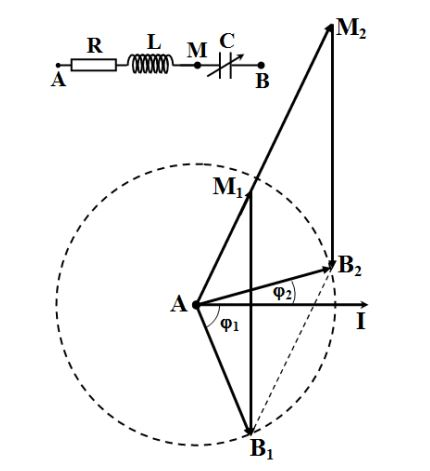 R L M C
A B
M₂
M₁
B₂
A φ₂
φ₁ I
B₁